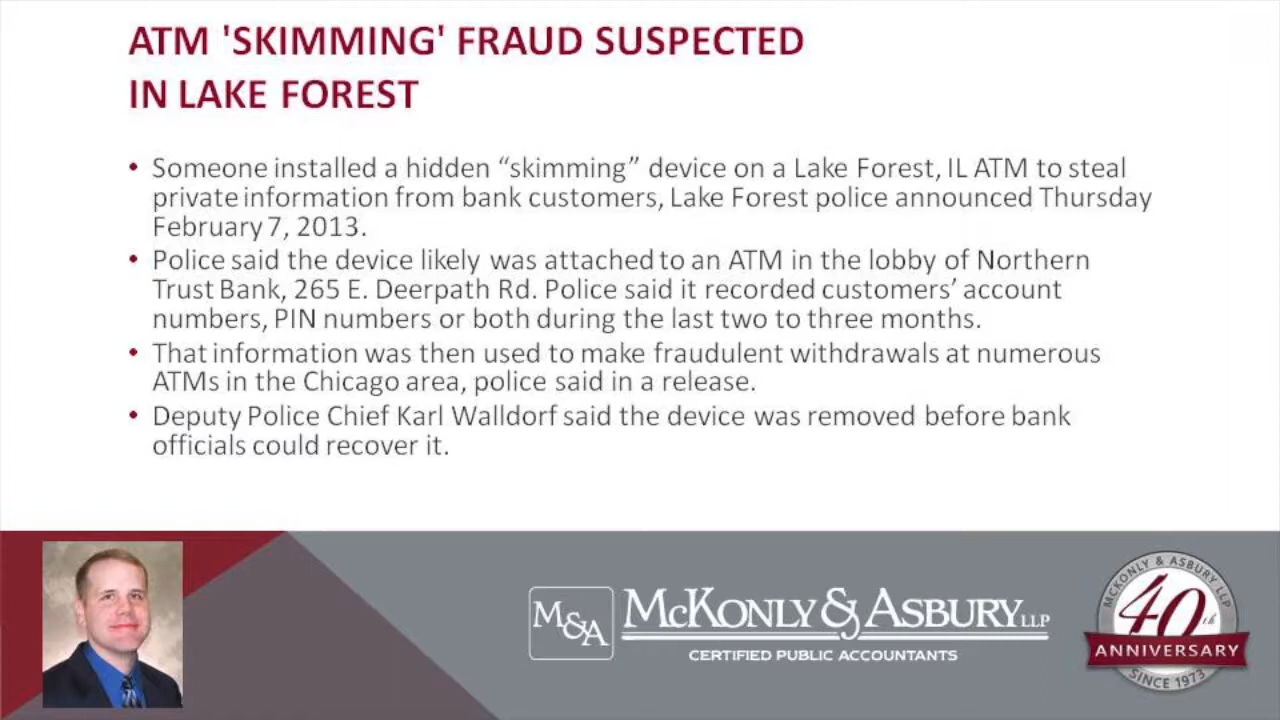 ATM 'SKIMMING' FRAUD SUSPECTED
IN LAKE FOREST
• Someone installed a hidden “skimming” device on a Lake Forest, IL ATM to steal
private information from bank customers, Lake Forest police announced Thursday
February 7, 2013.
• Police said the device likely was attached to an ATM in the lobby of Northern
Trust Bank, 265 E. Deerpath Rd. Police said it recorded customers’ account
numbers, PIN numbers or both during the last two to three months.
• That information was then used to make fraudulent withdrawals at numerous
ATMs in the Chicago area, police said in a release.
• Deputy Police Chief Karl Walldorf said the device was removed before bank
officials could recover it.
M&A
McKonly & Asbury LLP
CERTIFIED PUBLIC ACCOUNTANTS
McKONLY & ASBURY, LLP
40th
ANNIVERSARY
SINCE 1973